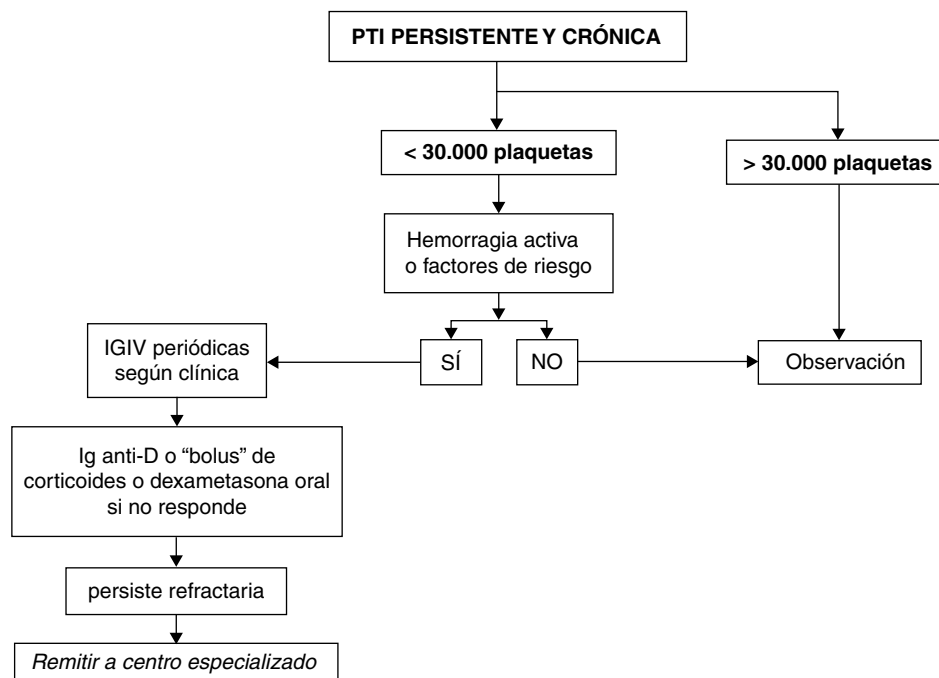 PTI PERSISTENTE Y CRÓNICA
< 30.000 plaquetas
> 30.000 plaquetas
Hemorragia activa
o factores de riesgo
IGIV periódicas
según clínica
SÍ
NO
Observación
Ig anti-D o “bolus” de
corticoides o dexametasona oral
si no responde
persiste refractaria
Remitir a centro especializado